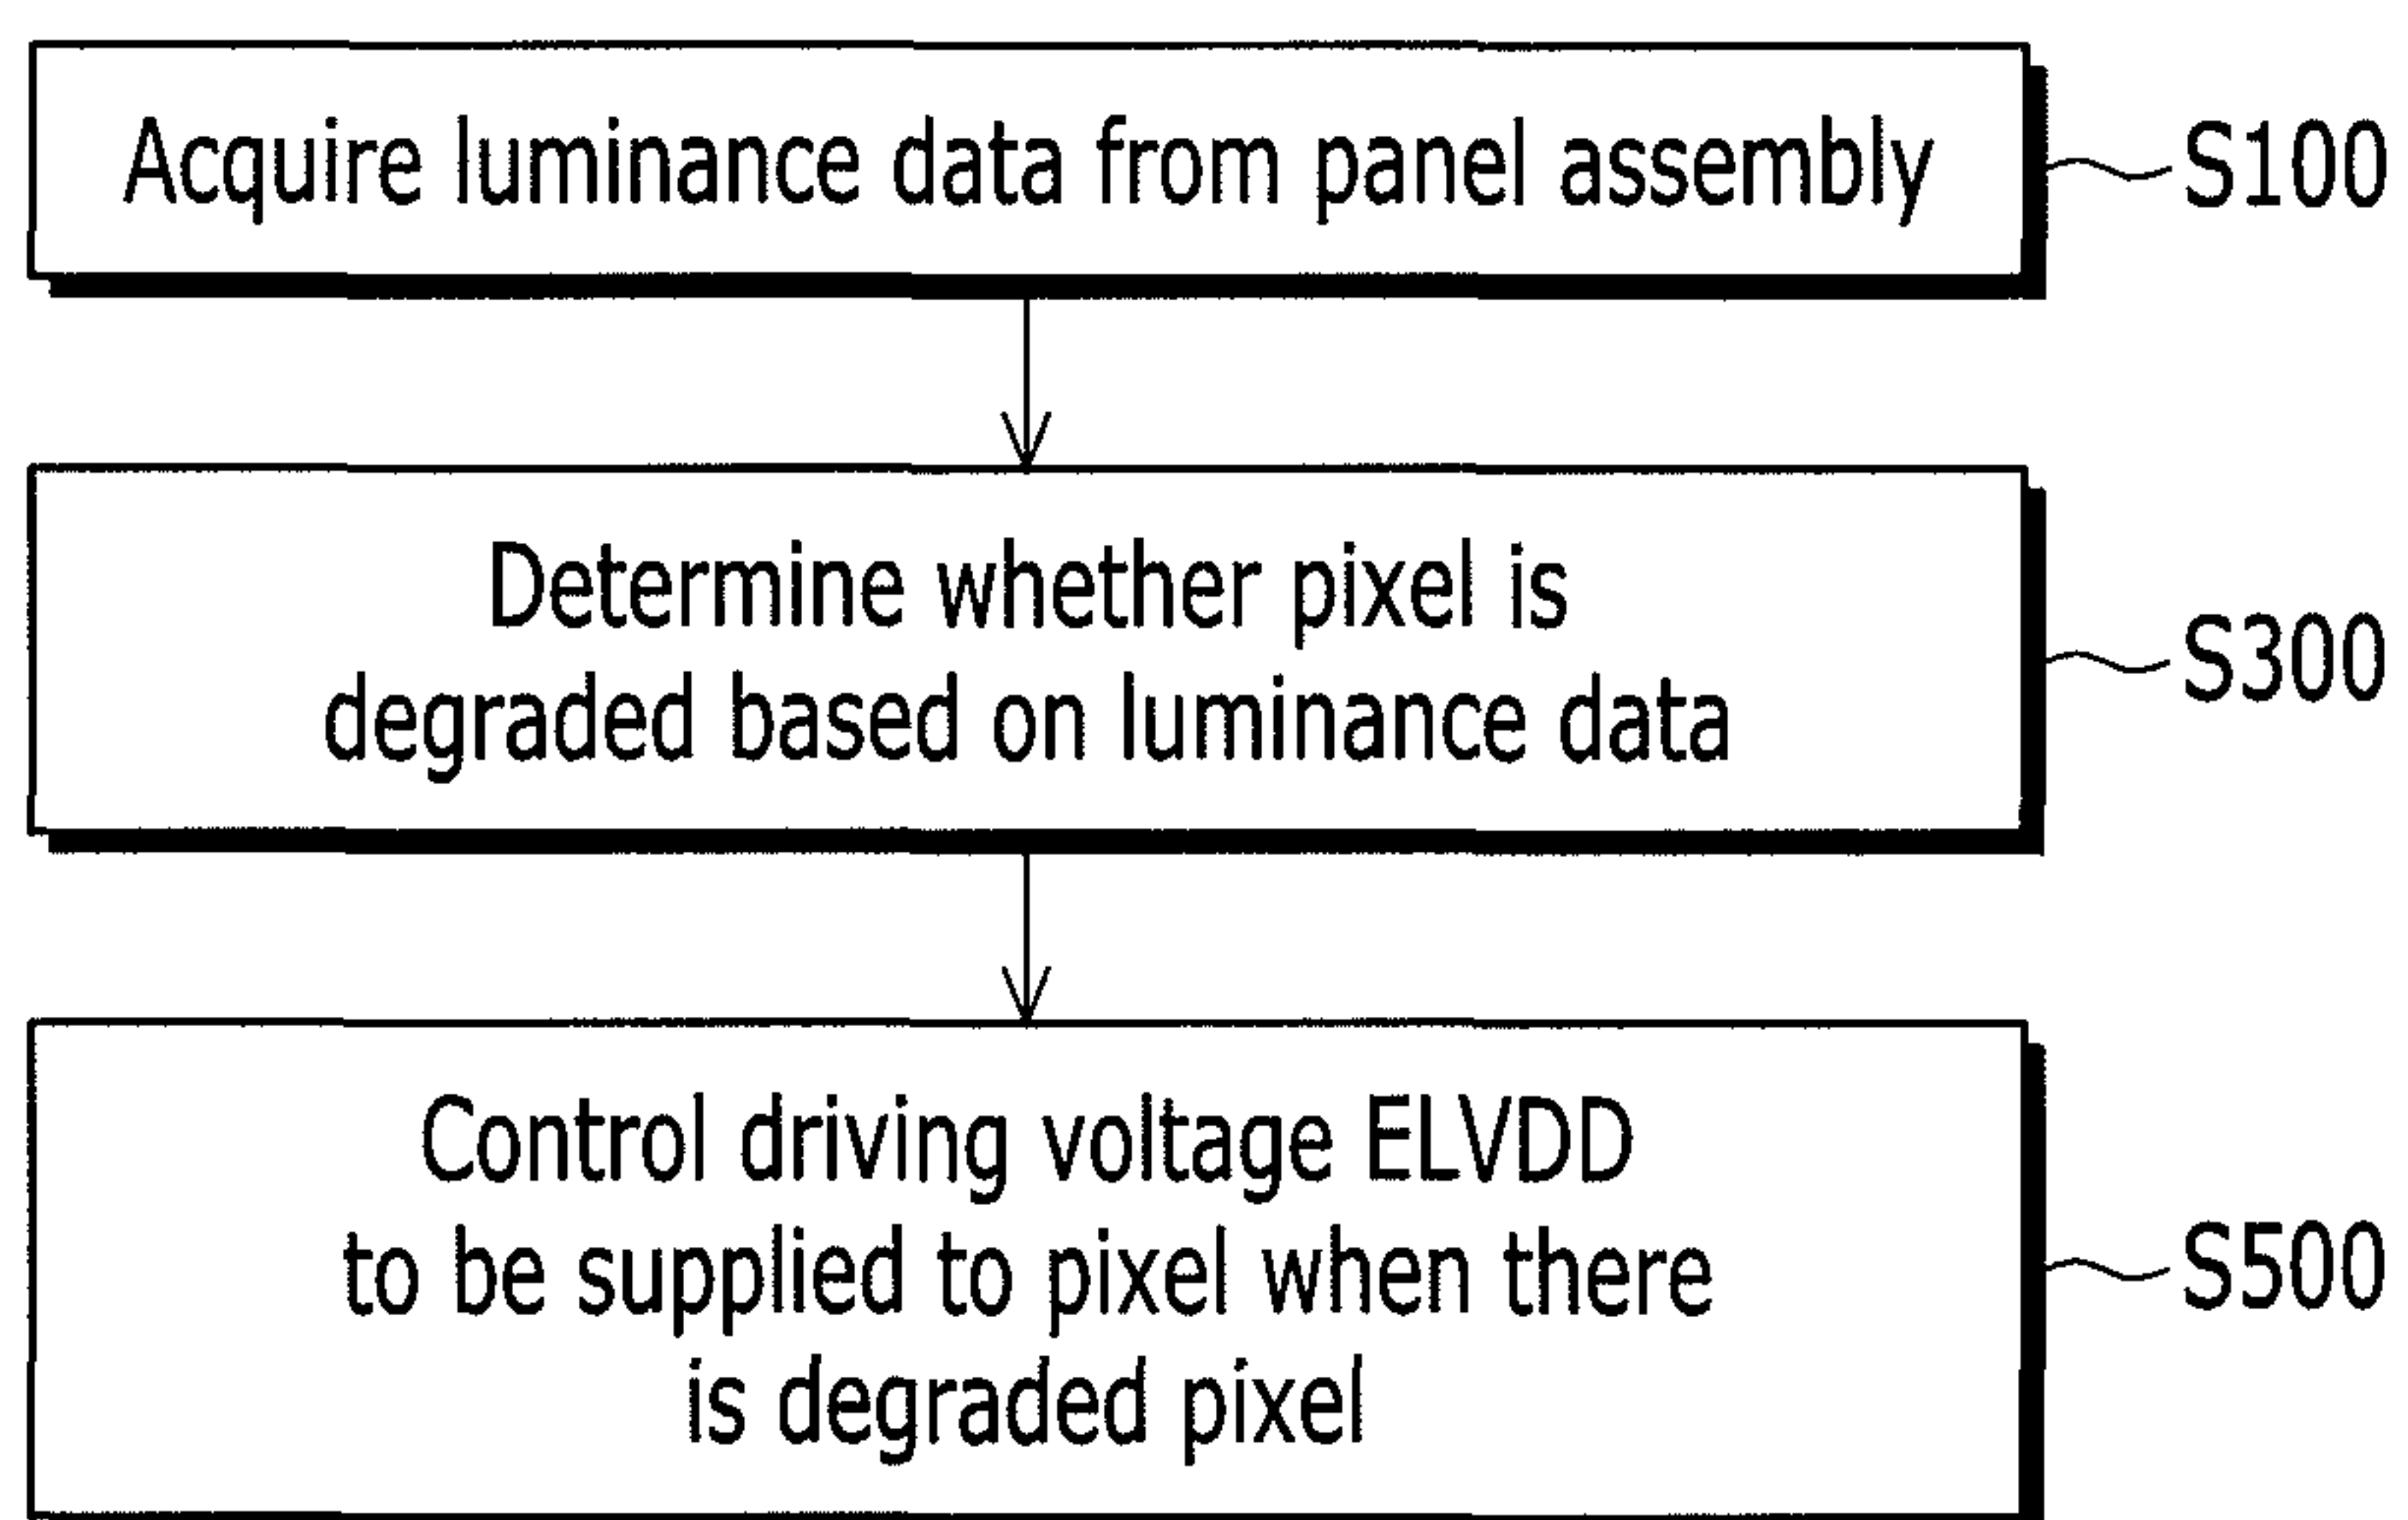 Acquire luminance data from panel assembly
S100
Determine whether pixel is
degraded based on luminance data
S300
Control driving voltage ELVDD
to be supplied to pixel when there
is degraded pixel
S500